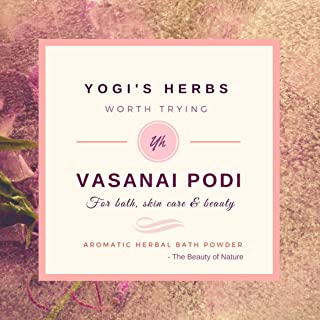 YOGI'S HERBS
WORTH TRYING
Yh
VASANAI PODI
For bath, skin care & beauty
AROMATIC HERBAL BATH POWDER
- The Beauty of Nature